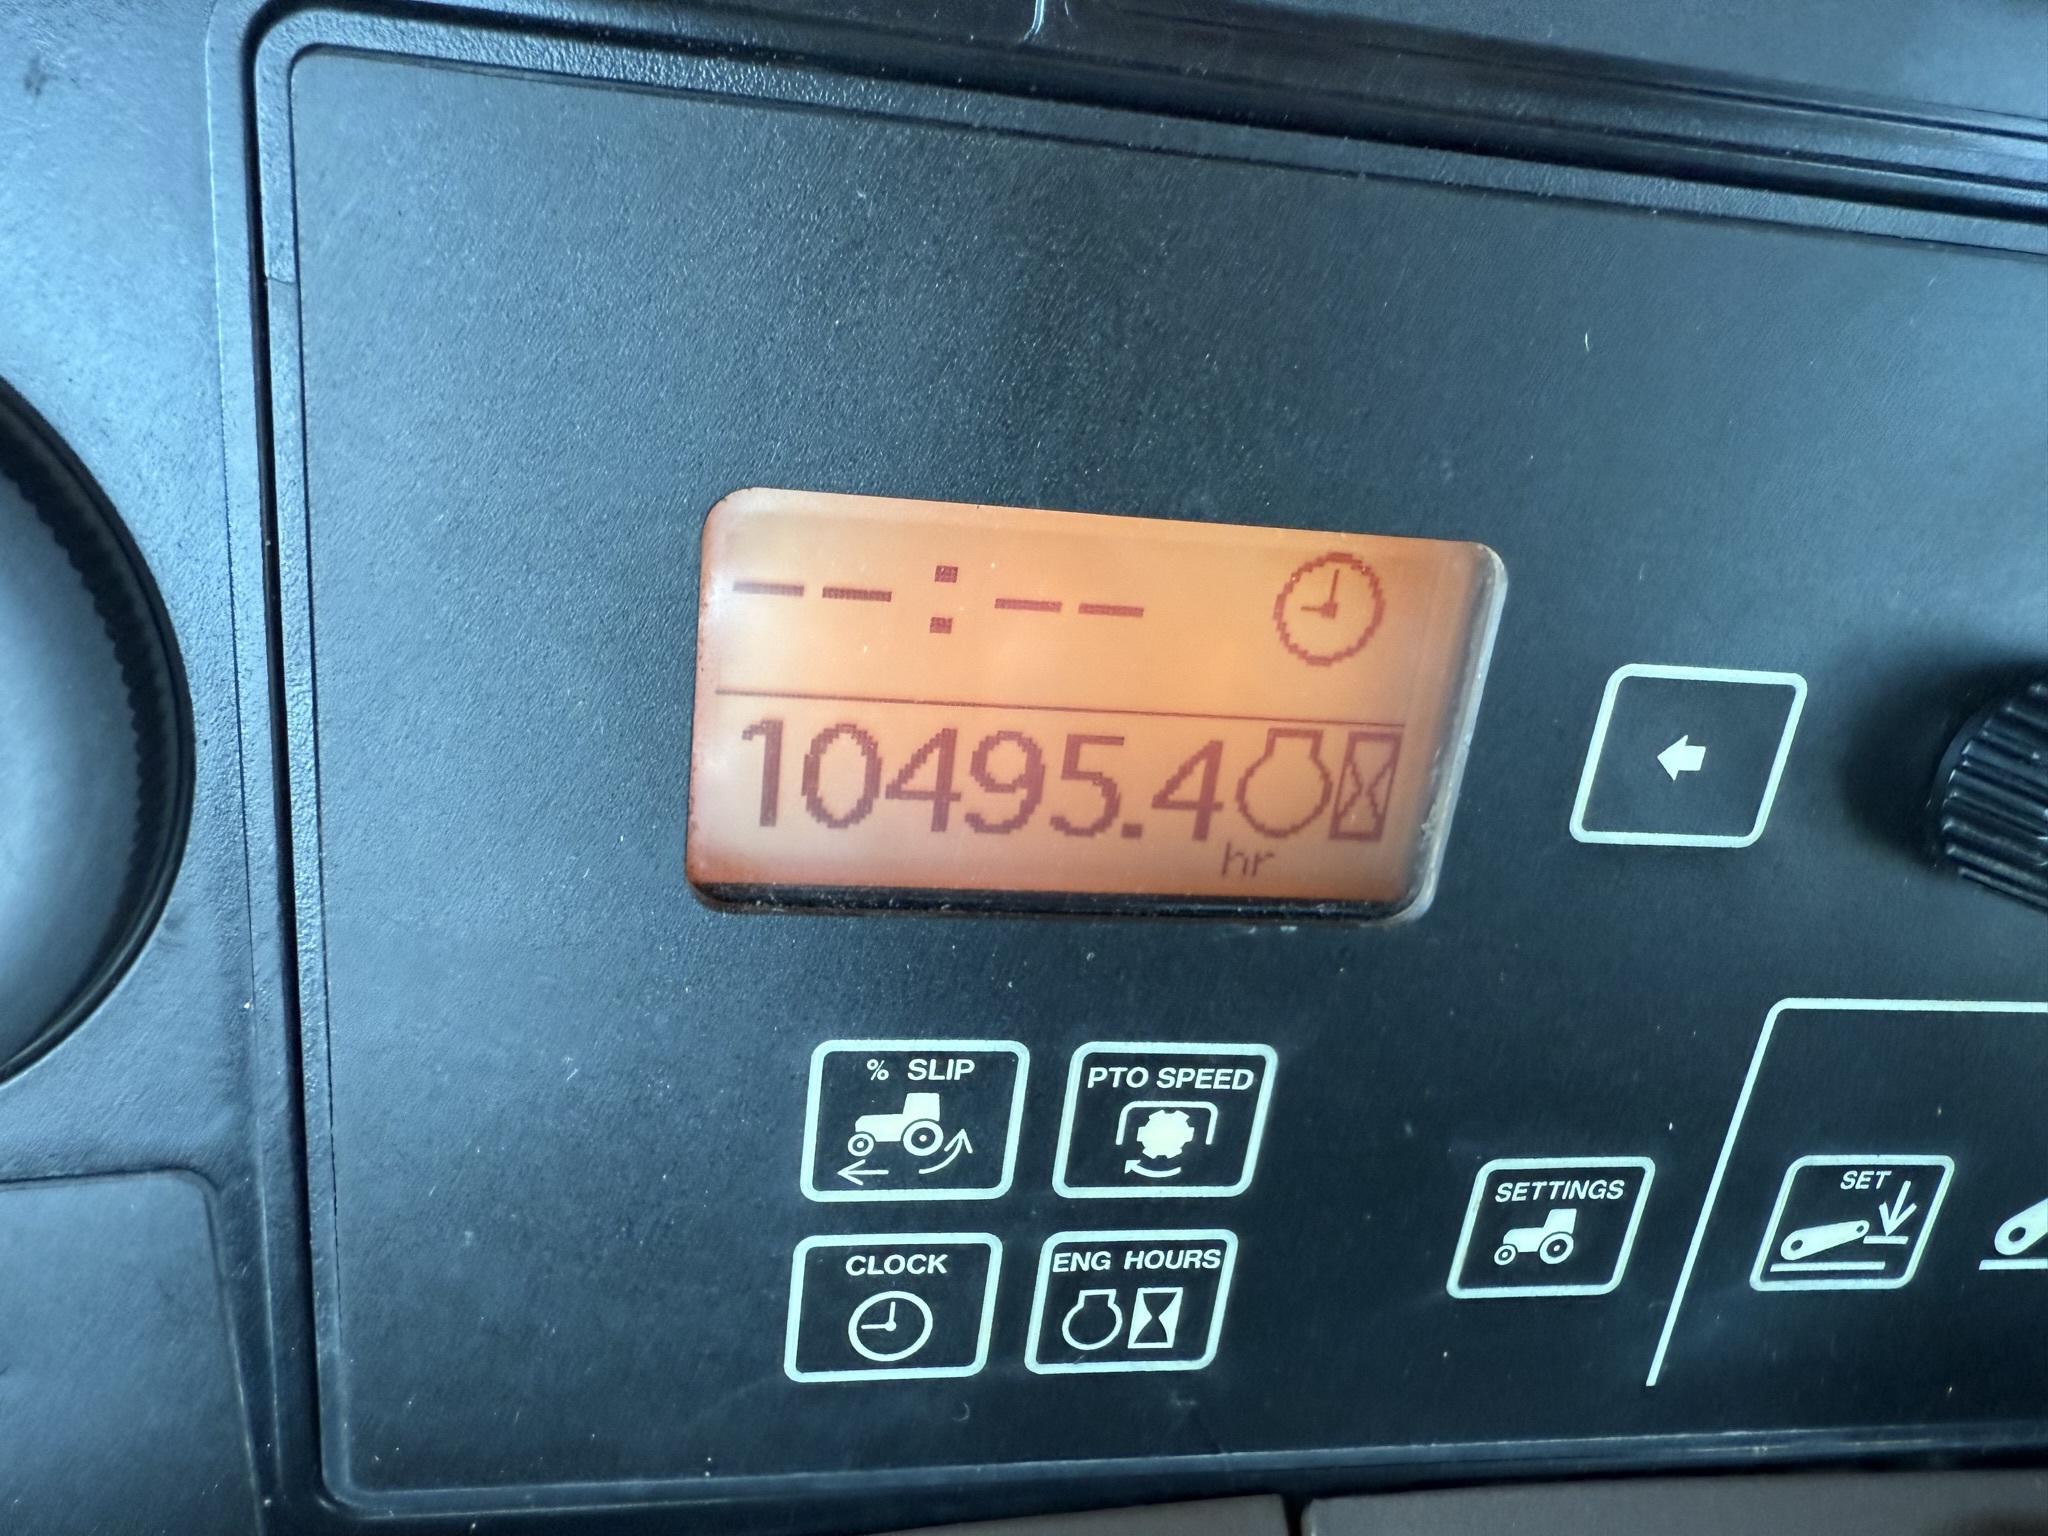 --:--
10495.4
hr
% SLIP
PTO SPEED
CLOCK
ENG HOURS
SETTINGS
SET